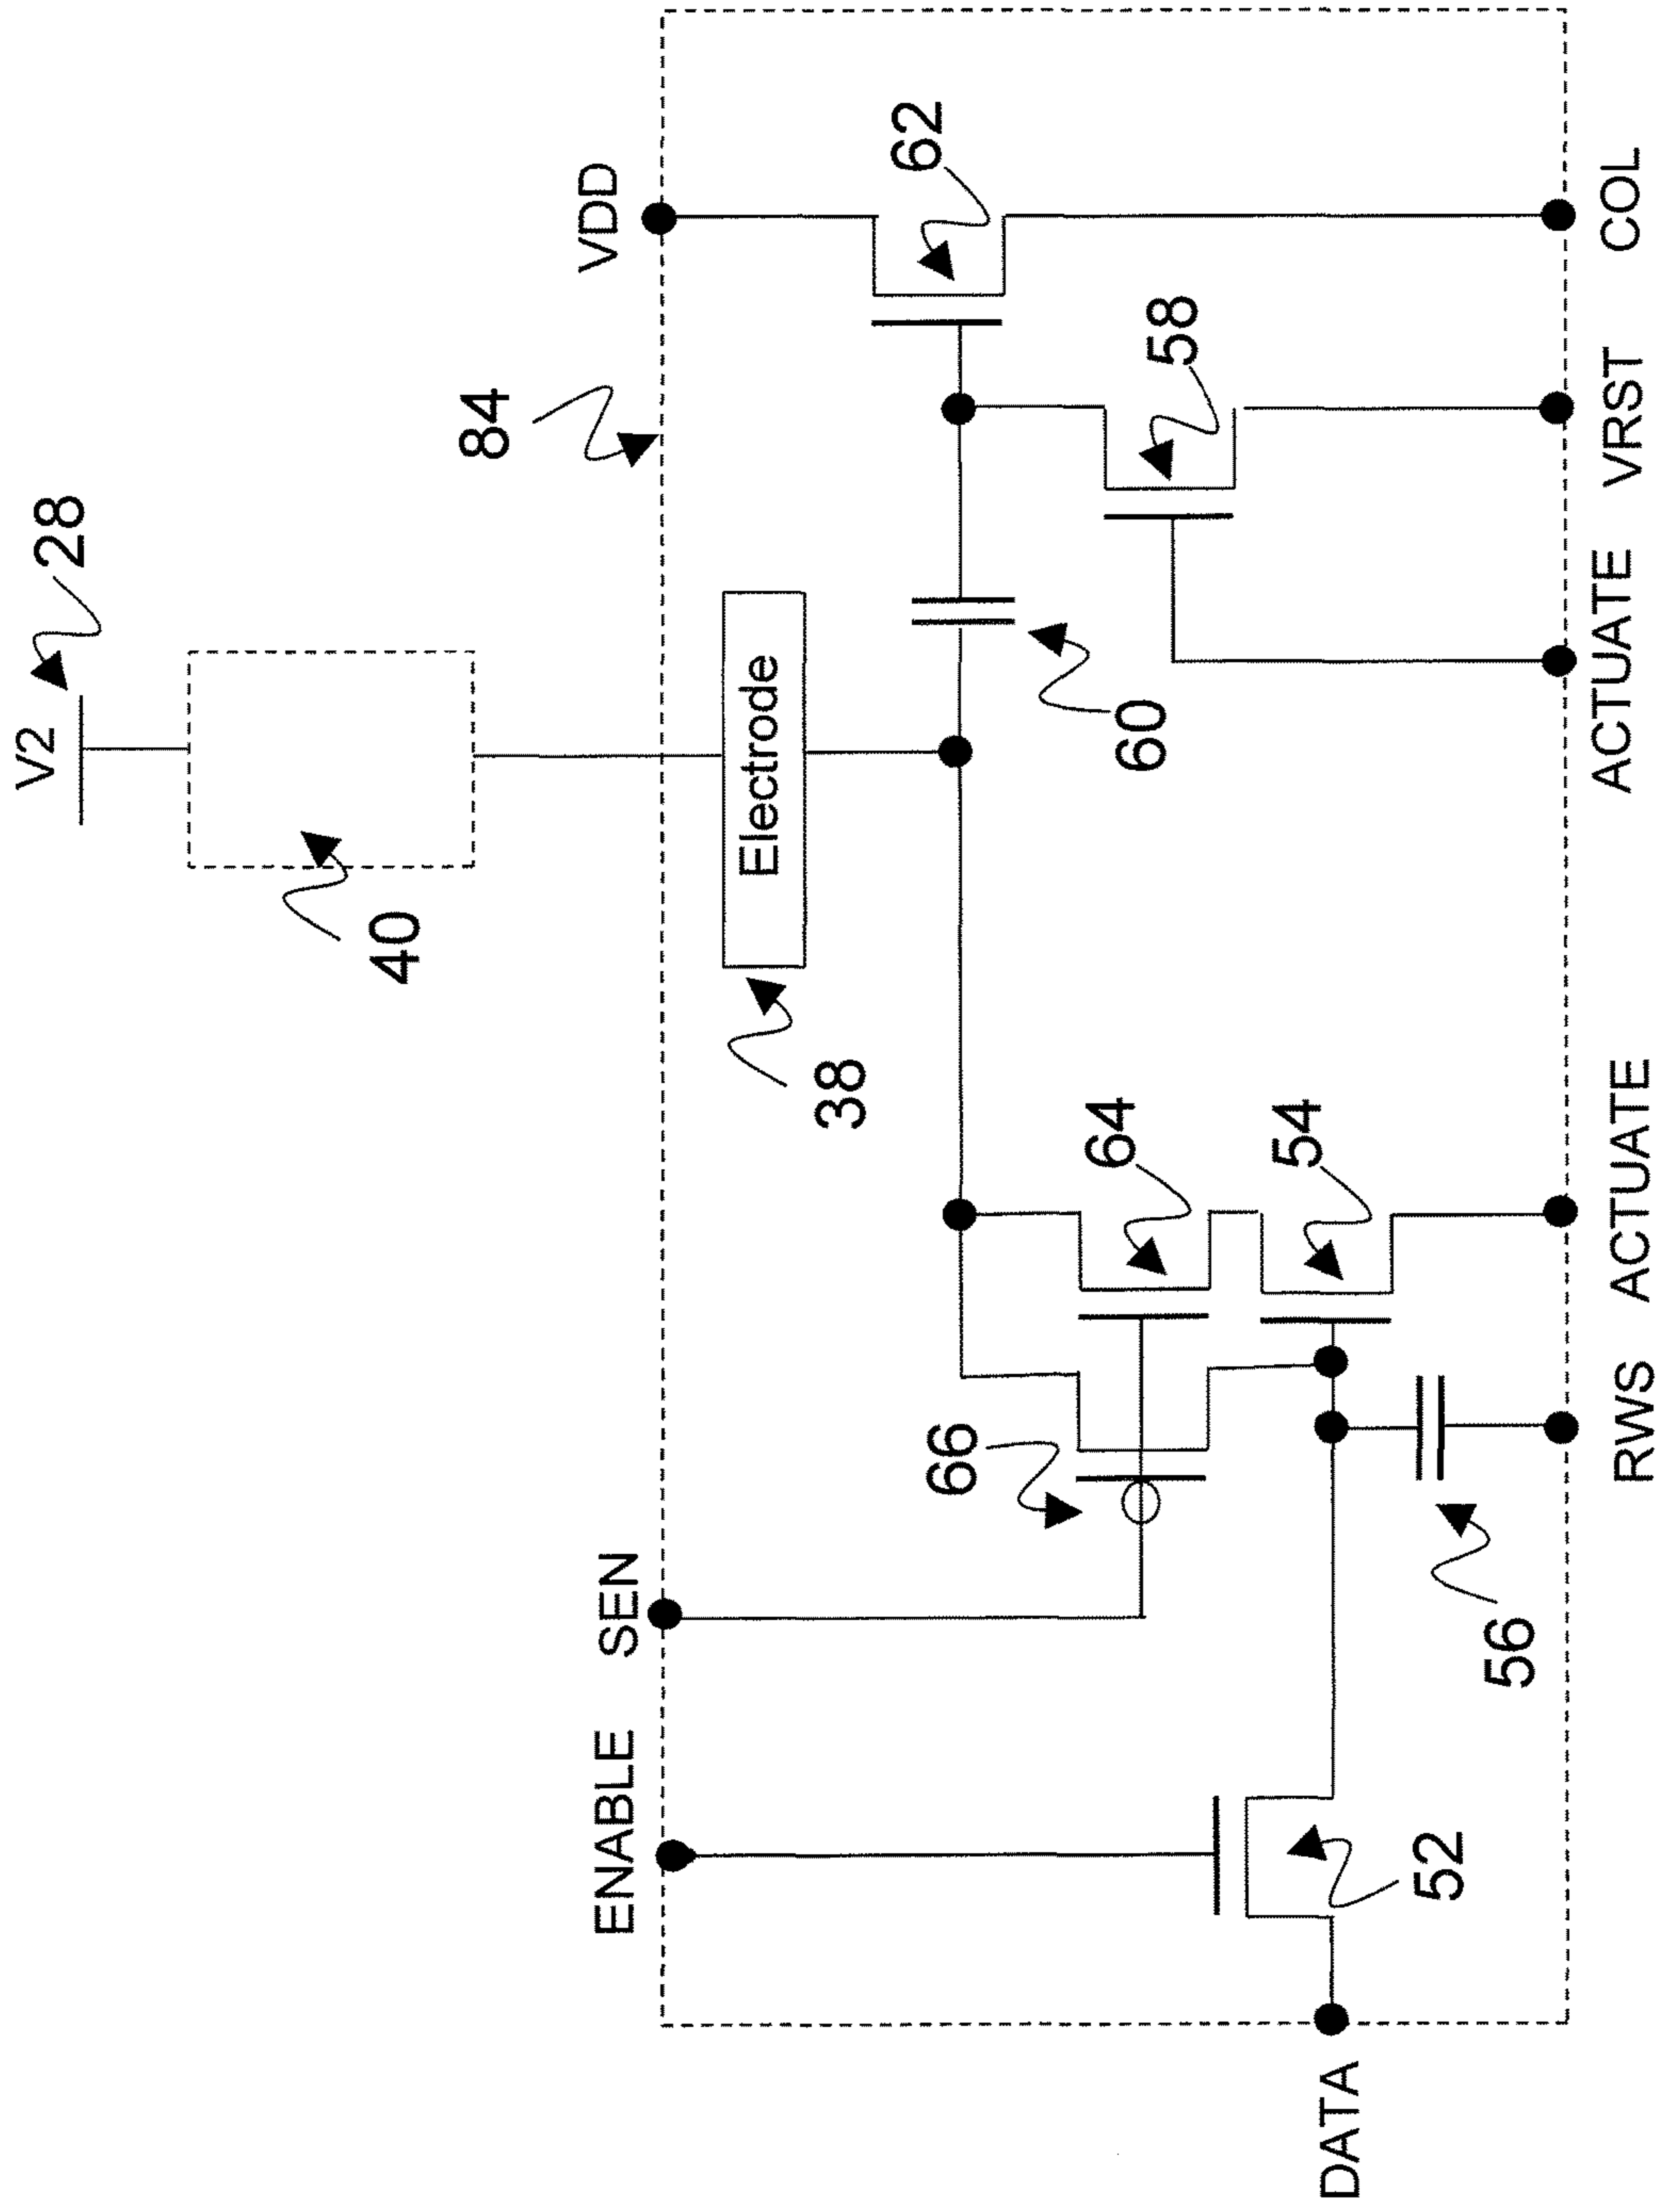 V2
28
40
84
ENABLE
SEN
VDD
Electrode
38
62
66
64
60
58
54
DATA
52
56
RWS
ACTUATE
ACTUATE
VRST
COL